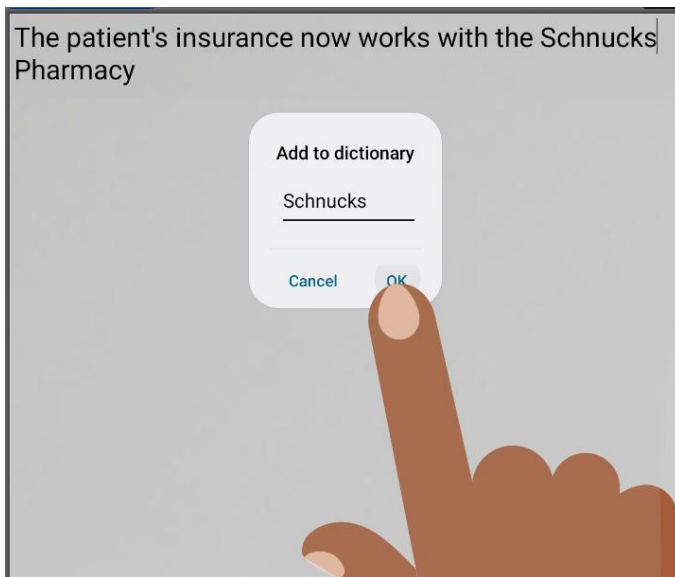 The patient's insurance now works with the Schnucks
Pharmacy
Add to dictionary
Schnucks
Cancel OK